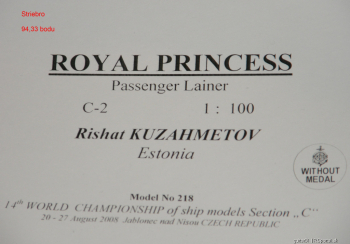 Striebro
94,33 bodu
ROYAL PRINCESS
Passenger Lainer
C-2 1 : 100
Rishat KUZAHMETOV
Estonia
WITHOUT
MEDAL
Model No 218
14th WORLD CHAMPIONSHIP of ship models Section „C“
20 – 27 August 2008 Jablonec nad Nisou CZECH REPUBLIC